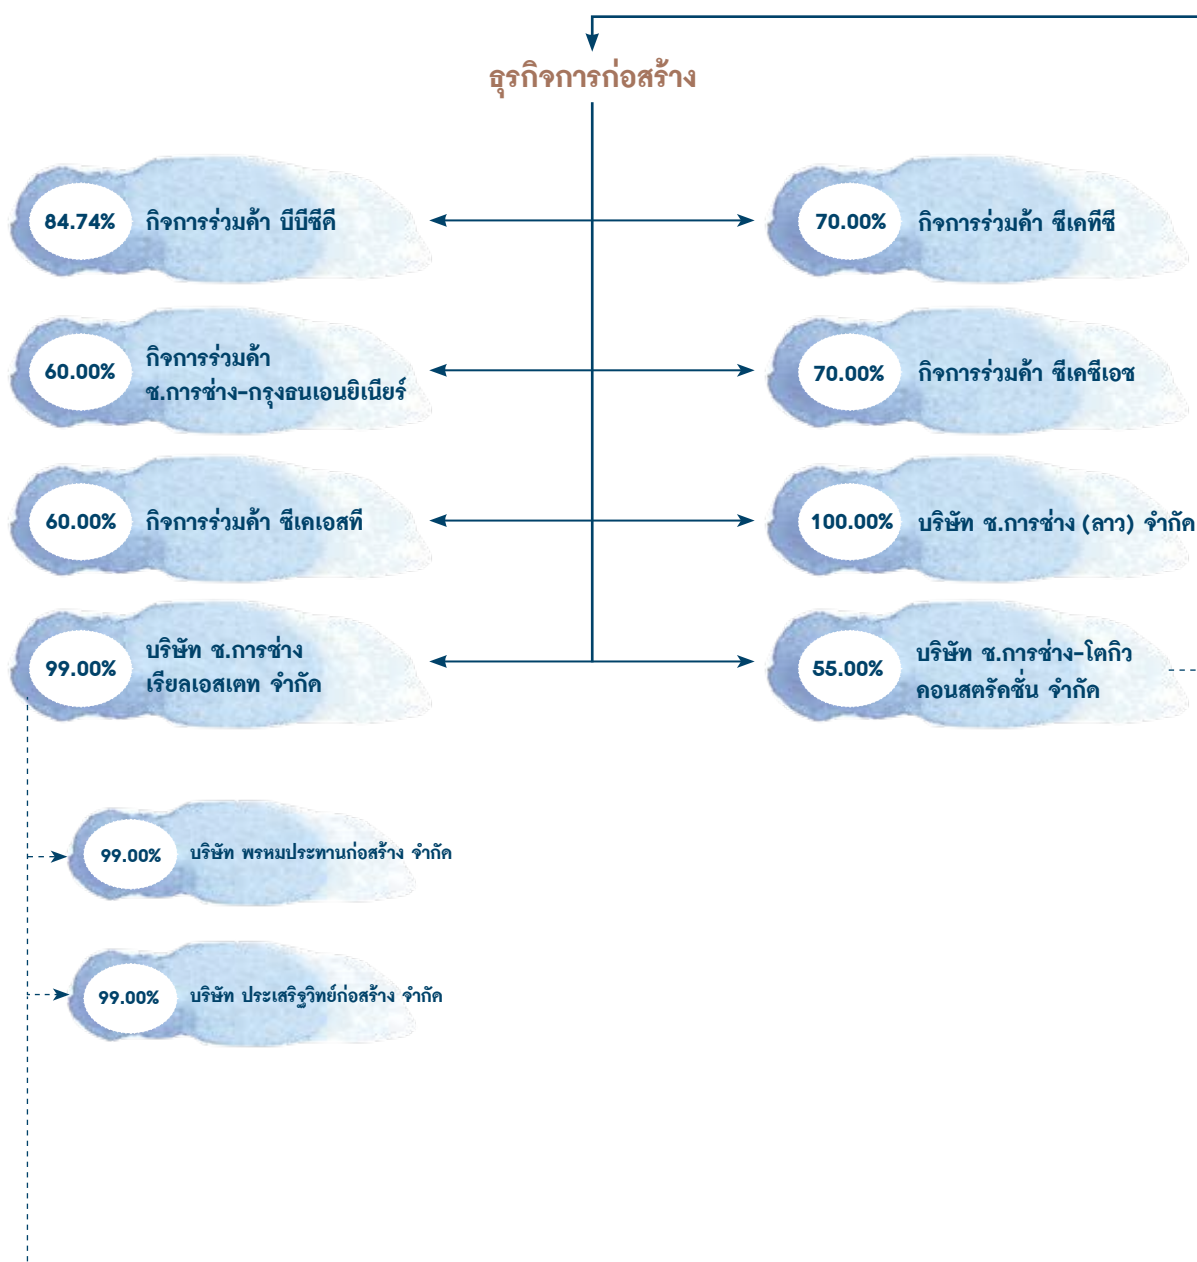 ธุรกิจการก่อสร้าง
84.74% กิจการร่วมค้า บีบีซีดี
70.00% กิจการร่วมค้า ซีเคทีซี
60.00% กิจการร่วมค้า
ช.การช่าง-กรุงธนเอนยิเนียร์
70.00% กิจการร่วมค้า ซีเคซีเอช
60.00% กิจการร่วมค้า ซีเคเอสที
100.00% บริษัท ช.การช่าง (ลาว) จำกัด
99.00% บริษัท ช.การช่าง
เรียลเอสเตท จำกัด
55.00% บริษัท ช.การช่าง-โตกิว
คอนสตรัคชั่น จำกัด
99.00% บริษัท พรหมประทานก่อสร้าง จำกัด
99.00% บริษัท ประเสริฐวิทย์ก่อสร้าง จำกัด